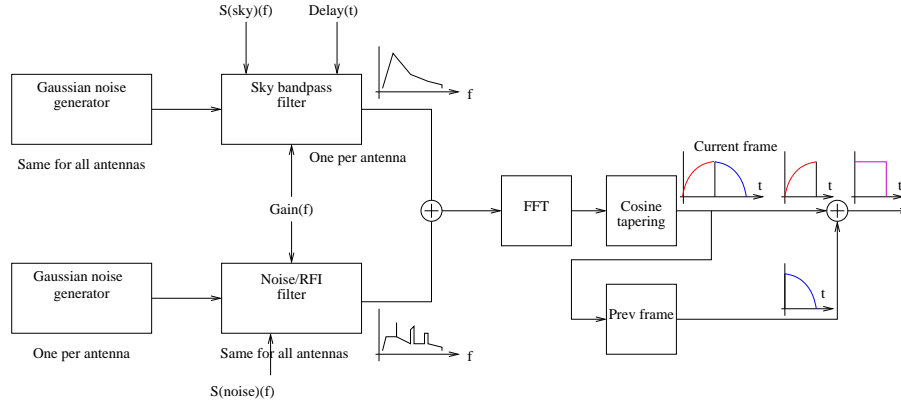 S(sky)(f)
Delay(t)
Gaussian noise
generator
Sky bandpass
filter
f
Same for all antennas
One per antenna
Current frame
t
t
t
Gain(f)
FFT
Cosine
tapering
Gaussian noise
generator
Noise/RFI
filter
t
Prev frame
One per antenna
Same for all antennas
f
S(noise)(f)